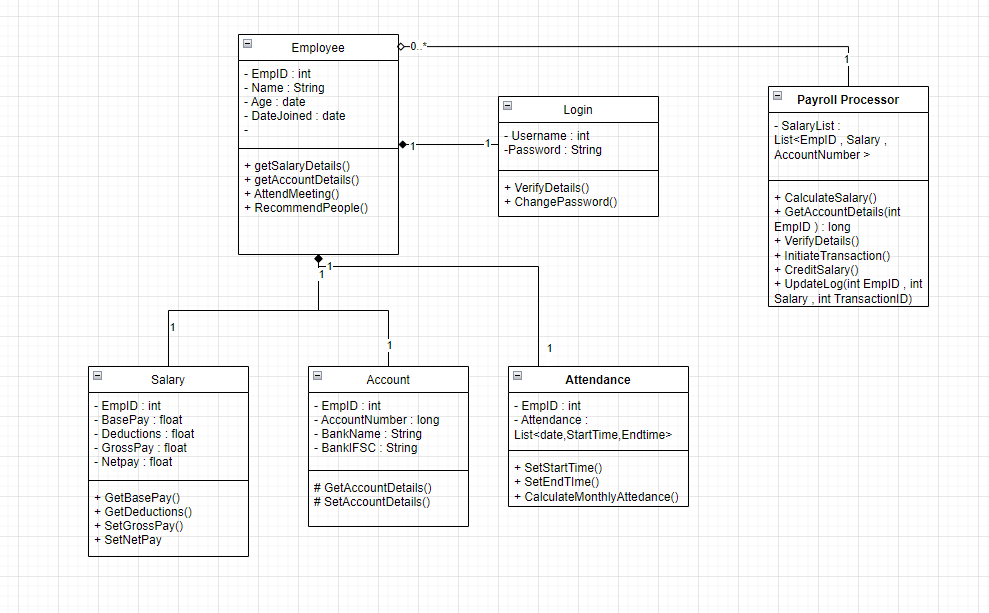 Employee
- EmpID : int
- Name : String
- Age : date
- DateJoined : date
-
+ getSalaryDetails()
+ getAccountDetails()
+ AttendMeeting()
+ RecommendPeople()
0..*
1
1
1
Login
- Username : int
-Password : String
+ VerifyDetails()
+ ChangePassword()
Payroll Processor
- SalaryList :
List<EmpID , Salary ,
AccountNumber >
+ CalculateSalary()
+ GetAccountDetails(int
EmpID ) : long
+ VerifyDetails()
+ InitiateTransaction()
+ CreditSalary()
+ UpdateLog(int EmpID , int
Salary , int TransactionID)
1
1
1
1
1
Salary
- EmpID : int
- BasePay : float
- Deductions : float
- GrossPay : float
- Netpay : float
+ GetBasePay()
+ GetDeductions()
+ SetGrossPay()
+ SetNetPay
Account
- EmpID : int
- AccountNumber : long
- BankName : String
- BankIFSC : String
# GetAccountDetails()
# SetAccountDetails()
Attendance
- EmpID : int
- Attendance :
List<date,StartTime,Endtime>
+ SetStartTime()
+ SetEndTIme()
+ CalculateMonthlyAttedance()